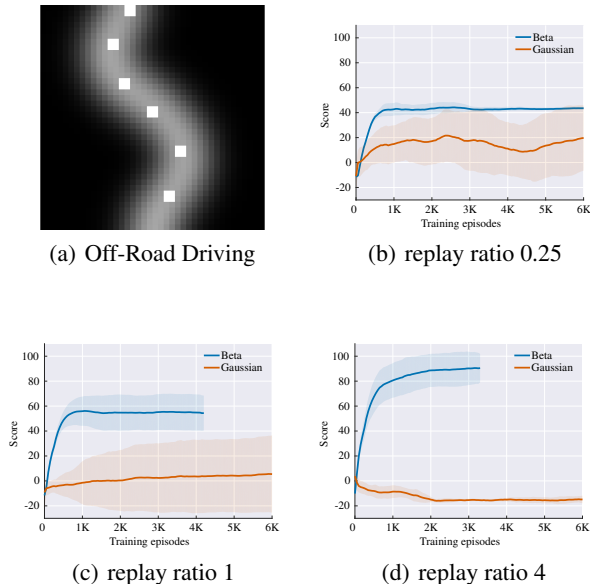 (a) Off-Road Driving
100
80
60
40
20
0
-20
Score
Beta
Gaussian
0 1K 2K 3K 4K 5K 6K
Training episodes
(b) replay ratio 0.25
100
80
60
40
20
0
-20
Score
Beta
Gaussian
0 1K 2K 3K 4K 5K 6K
Training episodes
(c) replay ratio 1
100
80
60
40
20
0
-20
Score
Beta
Gaussian
0 1K 2K 3K 4K 5K 6K
Training episodes
(d) replay ratio 4